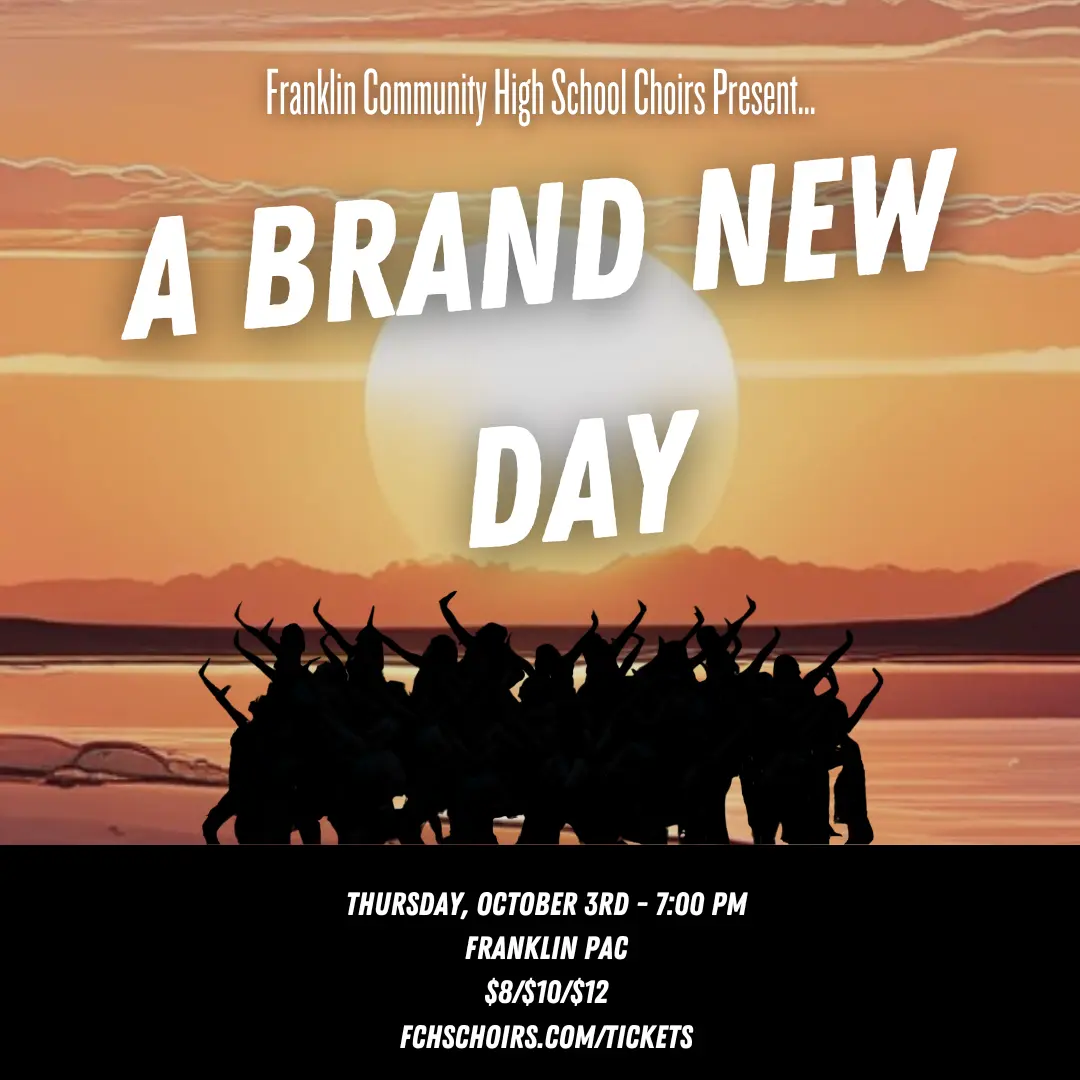 Franklin Community High School Choirs Present...
A BRAND NEW
DAY
THURSDAY, OCTOBER 3RD - 7:00 PM
FRANKLIN PAC
$8/$10/$12
FCHSCHOIRS.COM/TICKETS